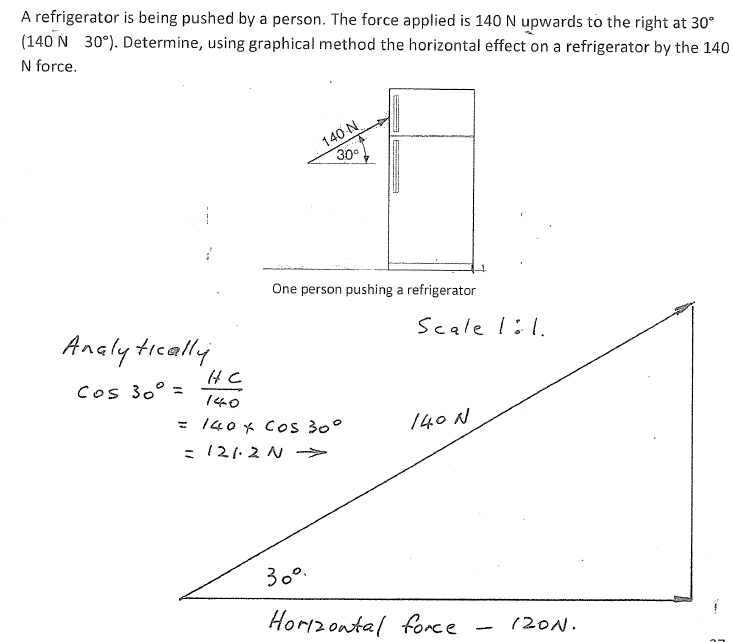 A refrigerator is being pushed by a person. The force applied is 140 N upwards to the right at 30°
(140 N 30°). Determine, using graphical method the horizontal effect on a refrigerator by the 140
N force.
140 N
30°
One person pushing a refrigerator
Scale 1:1.
Analytically
Cos 30° = HC / 140
= 140 x Cos 30°
= 121.2 N →
140 N
30°.
Horizontal force - 120N.